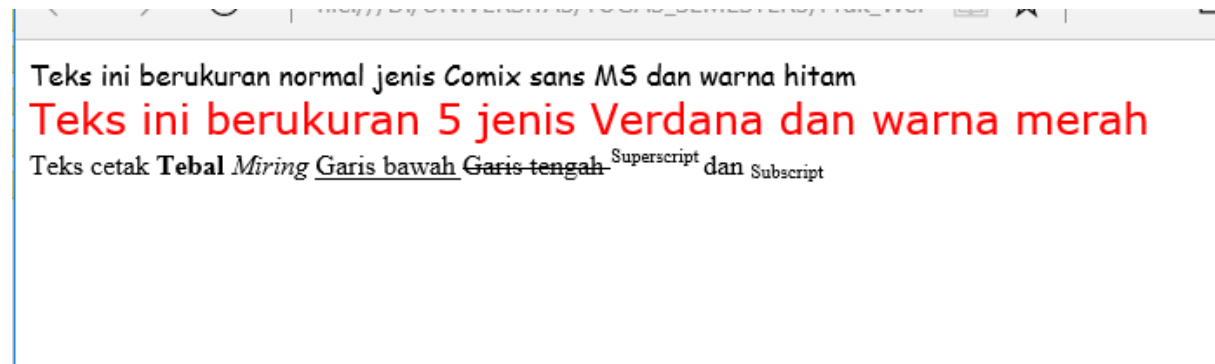 Teks ini berukuran normal jenis Comix sans MS dan warna hitam
Teks ini berukuran 5 jenis Verdana dan warna merah
Teks cetak Tebal Miring Garis bawah Garis tengah Superscript dan Subscript